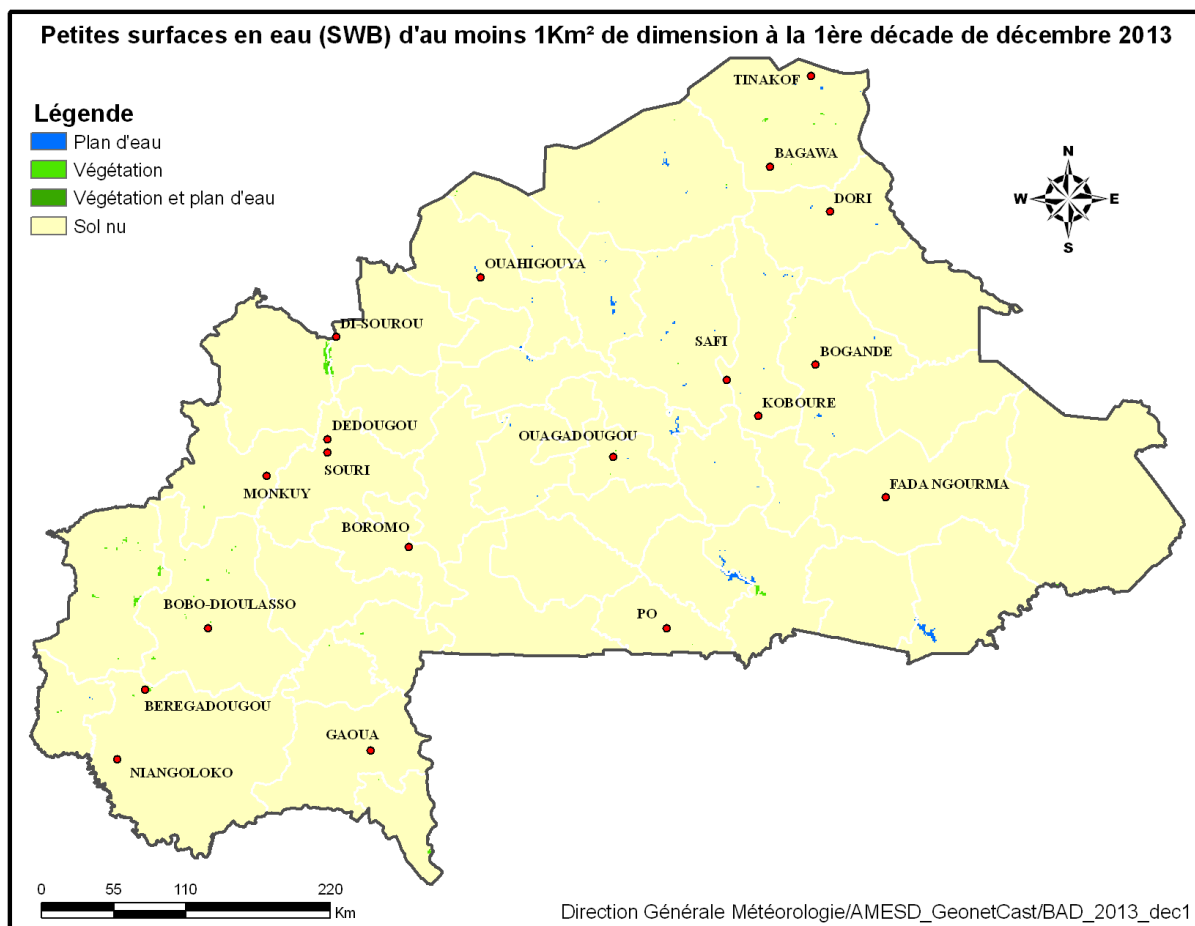 Petites surfaces en eau (SWB) d'au moins 1Km² de dimension à la 1ère décade de décembre 2013
Légende
Plan d'eau
Végétation
Végétation et plan d'eau
Sol nu
TINAKOF
BAGAWA
DORI
N
W E
S
OUAHIGOUYA
DI-SOUROU
SAFI
BOGANDE
KOBOURE
DEDOUGOU
OUAGADOUGOU
SOURI
MONKUY
FADA NGOURMA
BOROMO
BOBO-DIOULASSO
PO
BEREGADOUGOU
GAOUA
NIANGOLOKO
0 55 110 220
Km
Direction Générale Météorologie/AMESD_GeonetCast/BAD_2013_dec1